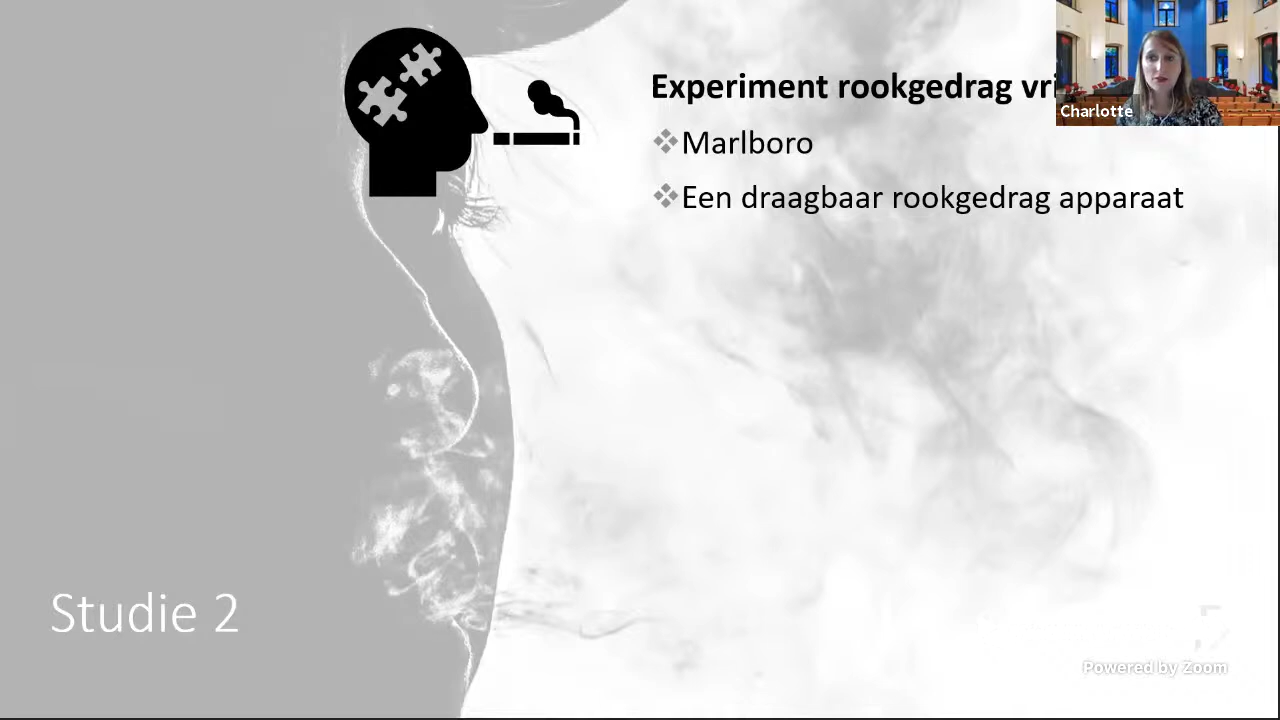 Experiment rookgedrag
Charlotte
Marlboro
Een draagbaar rookgedrag apparaat
Studie 2
Powered by Zoom